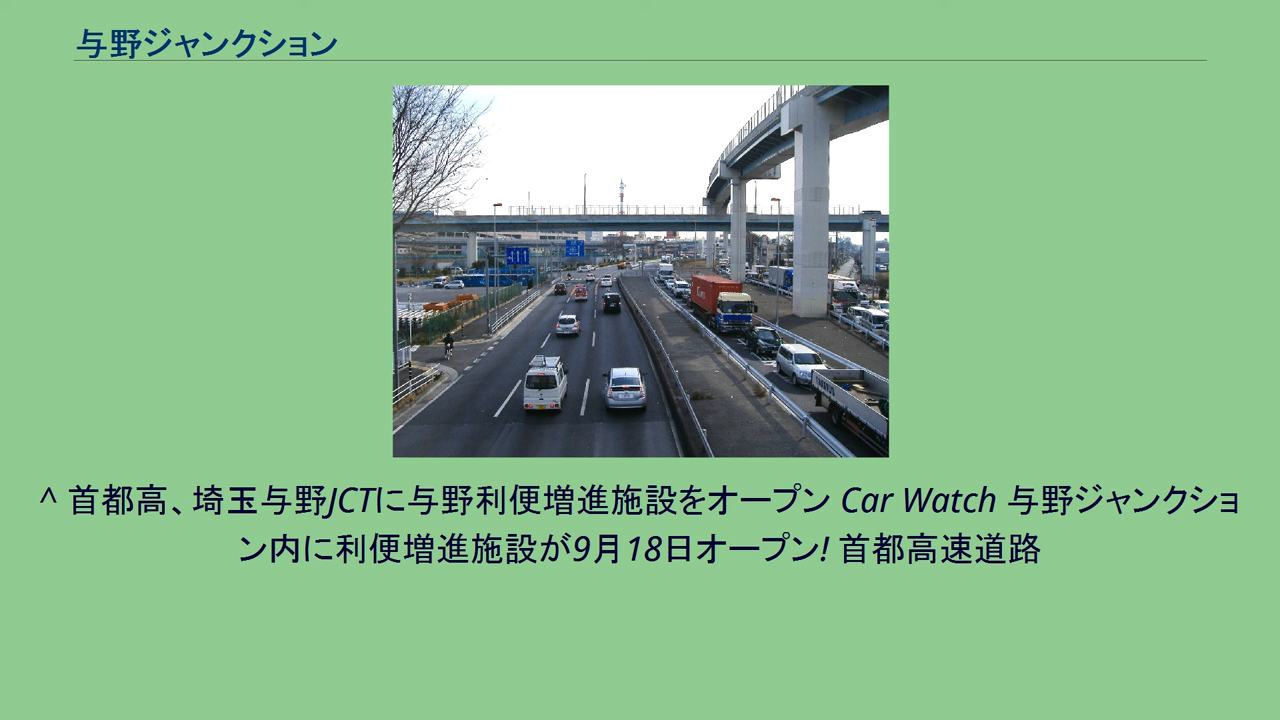 与野ジャンクション
^ 首都高、埼玉与野JCTに与野利便増進施設をオープン Car Watch 与野ジャンクショ
ン内に利便増進施設が9月18日オープン! 首都高速道路